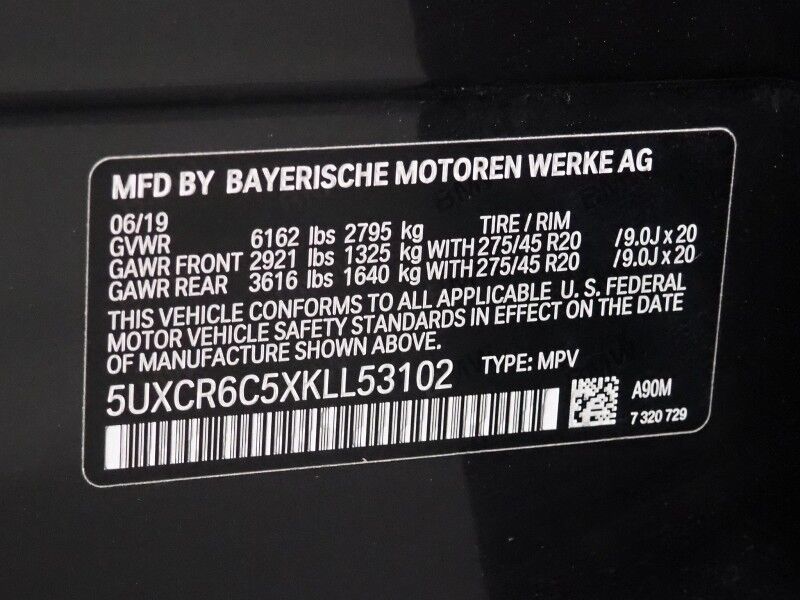 MFD BY BAYERISCHE MOTOREN WERKE AG
06/19 TIRE / RIM
GVWR 6162 lbs 2795 kg
GAWR FRONT 2921 lbs 1325 kg WITH 275/45 R20 /9.0J x 20
GAWR REAR 3616 lbs 1640 kg WITH 275/45 R20 /9.0J x 20
THIS VEHICLE CONFORMS TO ALL APPLICABLE U. S. FEDERAL
MOTOR VEHICLE SAFETY STANDARDS IN EFFECT ON THE DATE
OF MANUFACTURE SHOWN ABOVE.
5UXCR6C5XKLL53102 TYPE: MPV
A90M
7 320 729